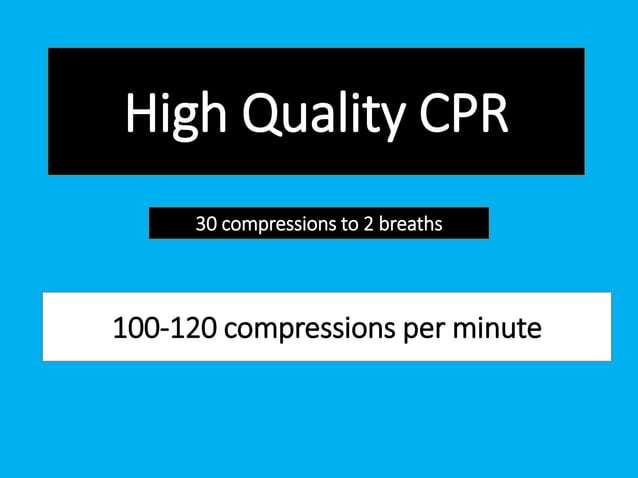 High Quality CPR
30 compressions to 2 breaths
100-120 compressions per minute